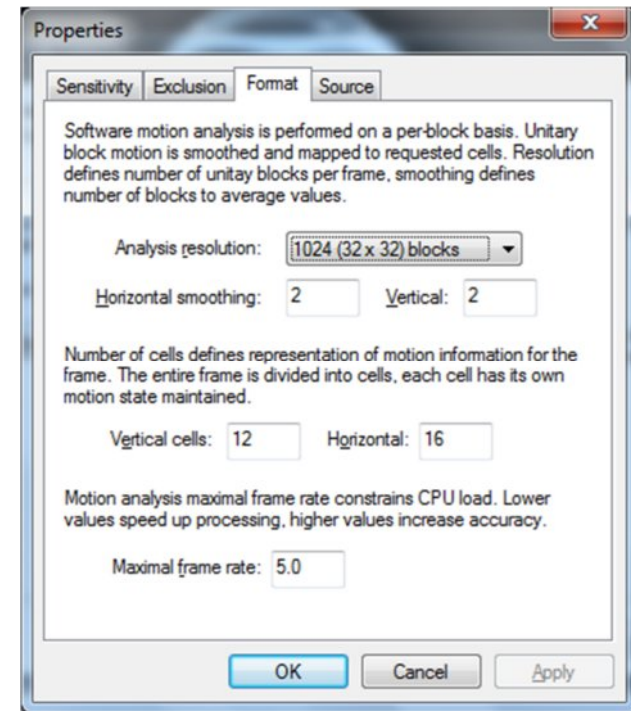 Properties
Sensitivity Exclusion Format Source
Software motion analysis is performed on a per-block basis. Unitary
block motion is smoothed and mapped to requested cells. Resolution
defines number of unitay blocks per frame, smoothing defines
number of blocks to average values.
Analysis resolution: 1024 (32 x 32) blocks
Horizontal smoothing: 2 Vertical: 2
Number of cells defines representation of motion information for the
frame. The entire frame is divided into cells, each cell has its own
motion state maintained.
Vertical cells: 12 Horizontal: 16
Motion analysis maximal frame rate constrains CPU load. Lower
values speed up processing, higher values increase accuracy.
Maximal frame rate: 5.0
OK Cancel Apply